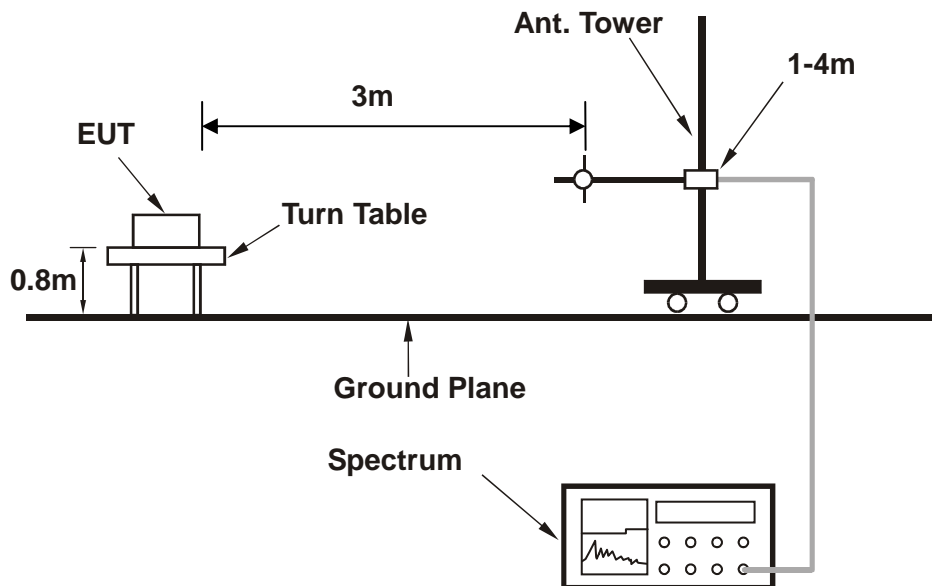 Ant. Tower
1-4m
3m
EUT
Turn Table
0.8m
Ground Plane
Spectrum